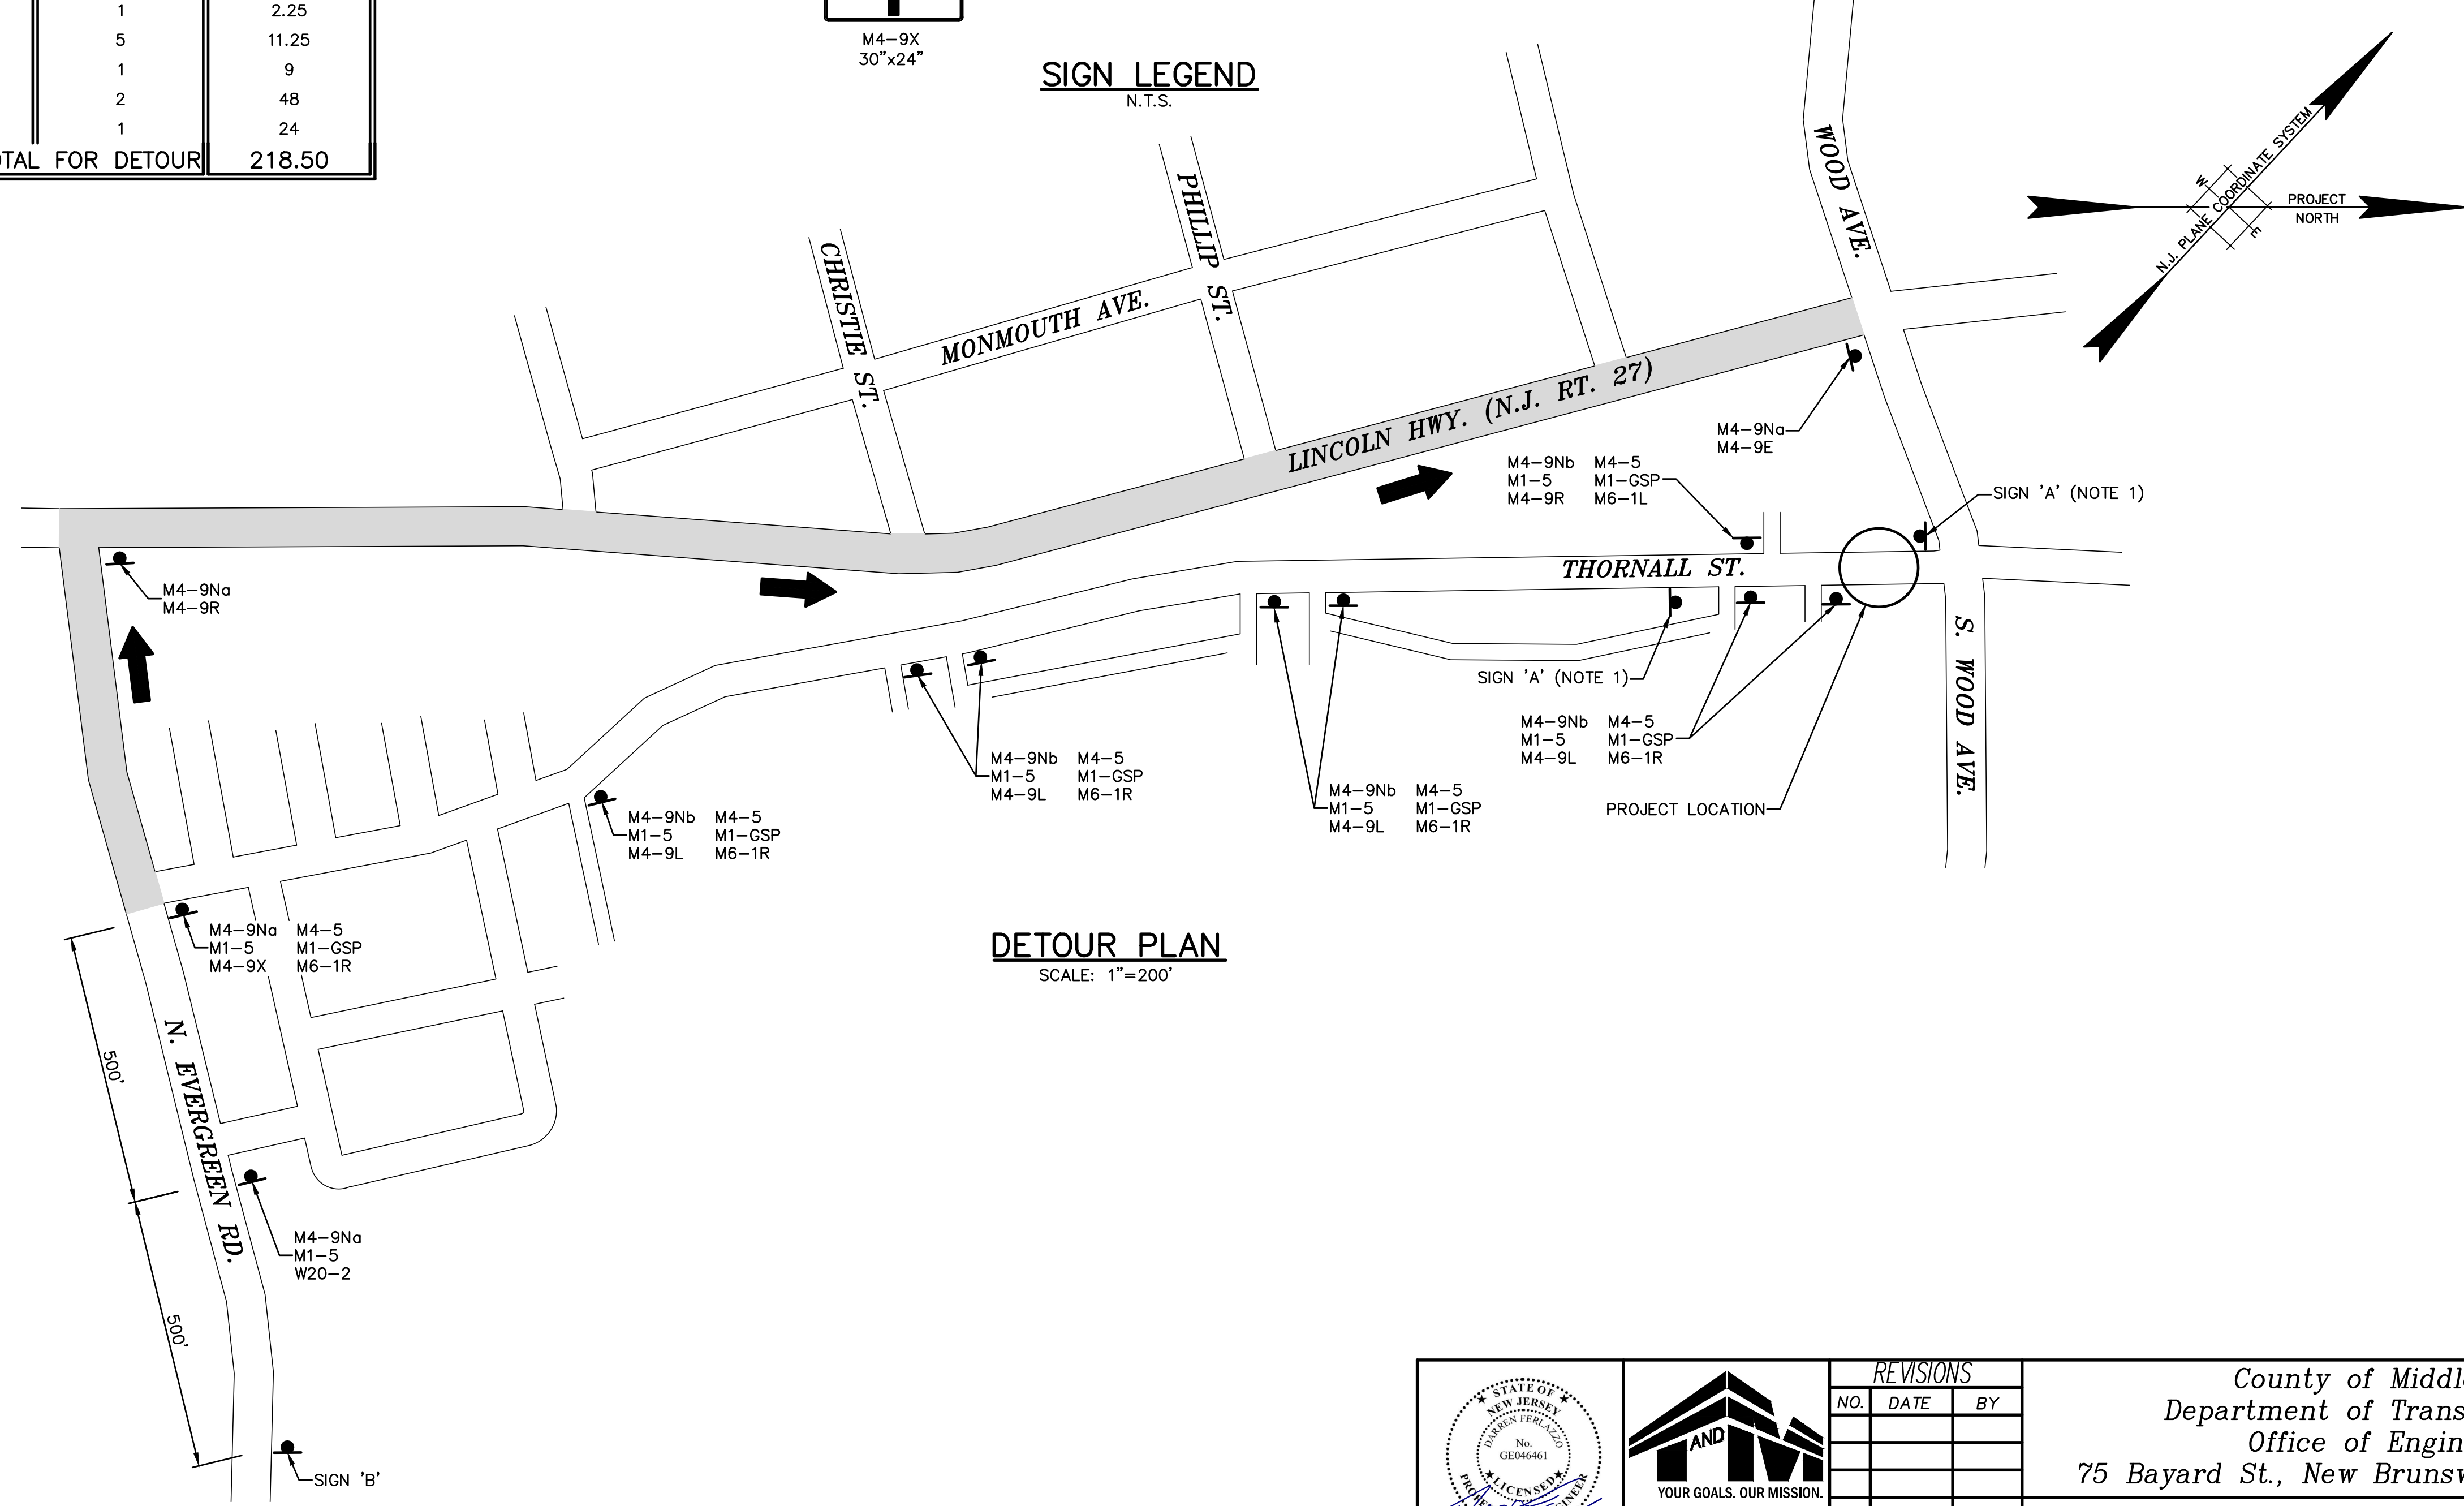 1 2.25
5 11.25
1 9
2 48
1 24
OTAL FOR DETOUR 218.50
M4-9X
30"x24"
SIGN LEGEND
N.T.S.
WOOD AVE.
N.J. PLANE COORDINATE SYSTEM
W
E
PROJECT
NORTH
PHILLIP ST.
CHRISTIE ST.
MONMOUTH AVE.
LINCOLN HWY. (N.J. RT. 27)
M4-9Na
M4-9E
M4-9Nb M4-5
M1-5 M1-GSP
M4-9R M6-1L
SIGN 'A' (NOTE 1)
THORNALL ST.
M4-9Na
M4-9R
SIGN 'A' (NOTE 1)
S. WOOD AVE.
M4-9Nb M4-5
M1-5 M1-GSP
M4-9L M6-1R
M4-9Nb M4-5
M1-5 M1-GSP
M4-9L M6-1R
M4-9Nb M4-5
M1-5 M1-GSP
M4-9L M6-1R
PROJECT LOCATION
M4-9Nb M4-5
M1-5 M1-GSP
M4-9L M6-1R
M4-9Na M4-5
M1-5 M1-GSP
M4-9X M6-1R
DETOUR PLAN
SCALE: 1"=200'
500'
N. EVERGREEN RD.
M4-9Na
M1-5
W20-2
500'
SIGN 'B'
STATE OF
NEW JERSEY
DARREN FERLAZZO
No.
GE046461
LICENSED
AND
YOUR GOALS. OUR MISSION.
REVISIONS
NO. DATE BY
County of Middl
Department of Trans
Office of Engin
75 Bayard St., New Brunsw